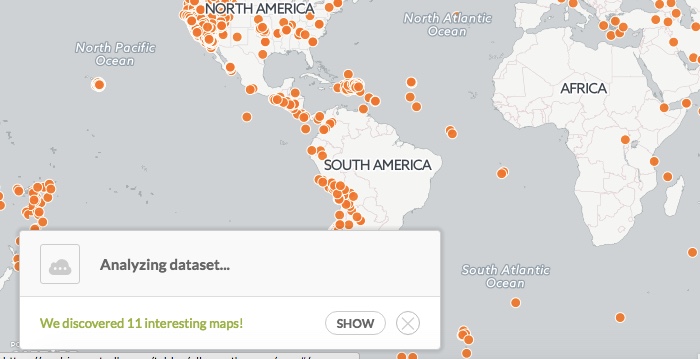 NORTH AMERICA
North Atlantic
Ocean
North Pacific
Ocean
AFRICA
SOUTH AMERICA
South Atlantic
Ocean
Analyzing dataset...
We discovered 11 interesting maps!
SHOW